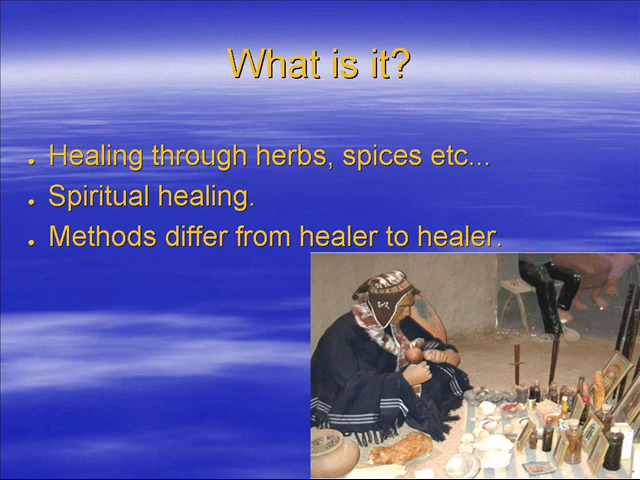 What is it?
Healing through herbs, spices etc...
Spiritual healing.
Methods differ from healer to healer.